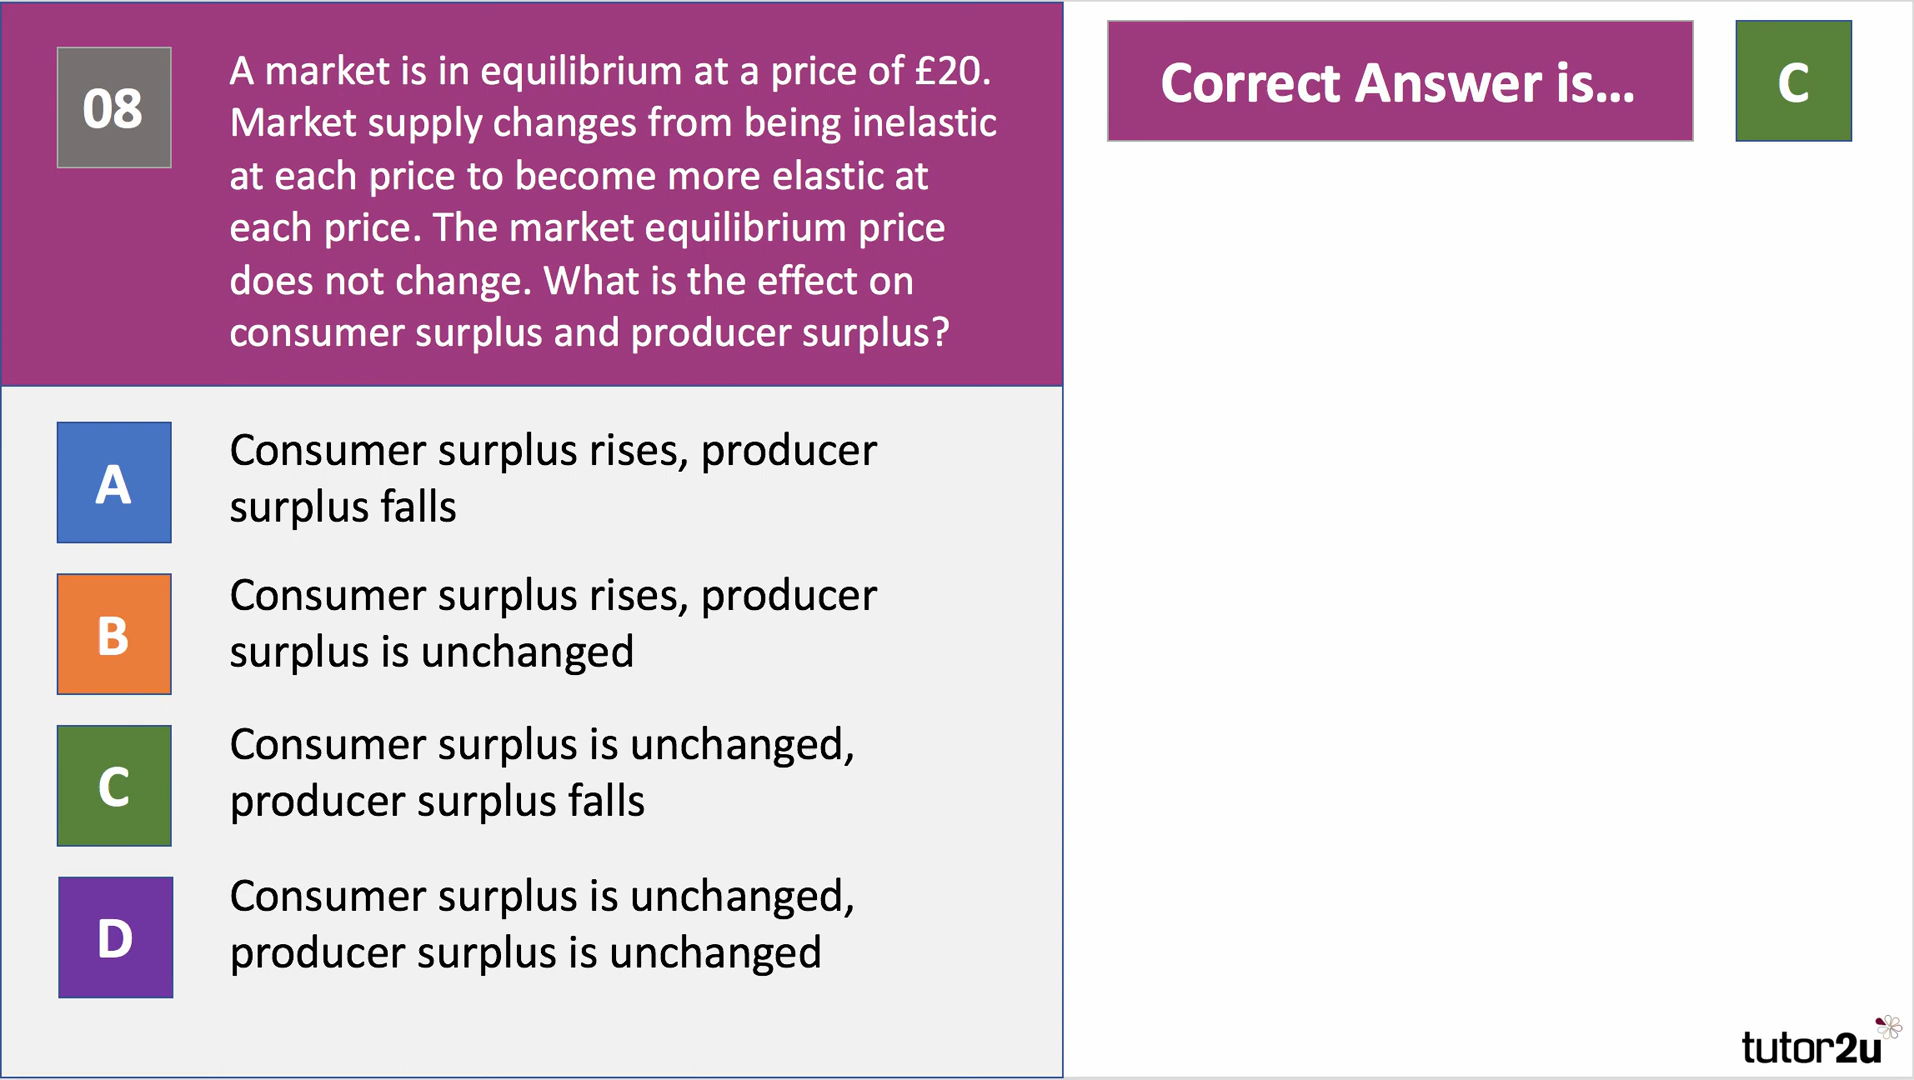 08
A market is in equilibrium at a price of £20.
Market supply changes from being inelastic
at each price to become more elastic at
each price. The market equilibrium price
does not change. What is the effect on
consumer surplus and producer surplus?
A
Consumer surplus rises, producer
surplus falls
B
Consumer surplus rises, producer
surplus is unchanged
C
Consumer surplus is unchanged,
producer surplus falls
D
Consumer surplus is unchanged,
producer surplus is unchanged
Correct Answer is...
C
tutor2u